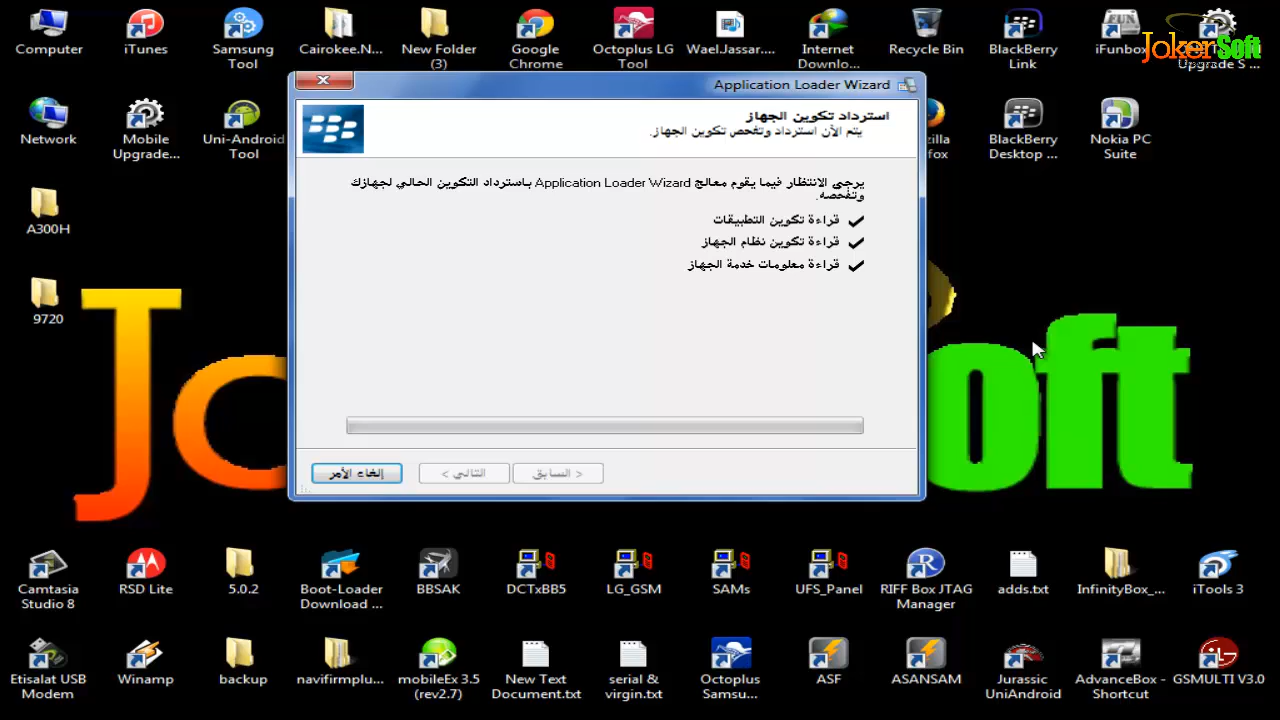 Computer
iTunes
Samsung
Tool
Cairokee.N...
New Folder
(3)
Google
Chrome
Octoplus LG
Tool
Wael.Jassar....
Internet
Downlo...
Recycle Bin
BlackBerry
Link
iFunbox
Upgrade S ...
JokerSoft
Network
Mobile
Upgrade...
Uni-Android
Tool
BlackBerry
Desktop ...
Nokia PC
Suite
A300H
9720
Application Loader Wizard
استرداد تكوين الجهاز
يتم الآن استرداد وتفحص تكوين الجهاز.
يرجى الانتظار فيما يقوم معالج Application Loader Wizard باسترداد التكوين الحالي لجهازك
وتفحصه.
قراءة تكوين التطبيقات
قراءة تكوين نظام الجهاز
قراءة معلومات خدمة الجهاز
< السابق
التالي >
إلغاء الأمر
Camtasia
Studio 8
RSD Lite
5.0.2
Boot-Loader
Download ...
BBSAK
DCTxBB5
LG_GSM
SAMs
UFS_Panel
RIFF Box JTAG
Manager
adds.txt
InfinityBox_...
iTools 3
Etisalat USB
Modem
Winamp
backup
navifirmplu...
mobileEx 3.5
(rev2.7)
New Text
Document.txt
serial &
virgin.txt
Octoplus
Samsu...
ASF
ASANSAM
Jurassic
UniAndroid
AdvanceBox -
Shortcut
GSMULTI V3.0